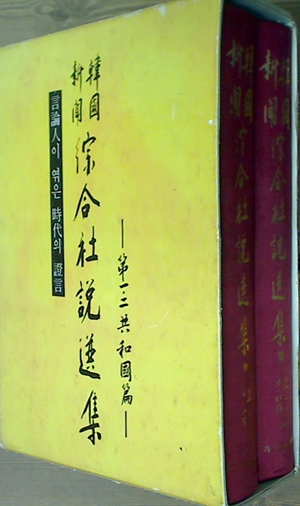 韓國
新聞
綜合社說選集
言論人이 엮은 時代의 證言
—第一·二共和國篇—
韓國
新聞
綜合社說選集
韓國
新聞
綜合社說選集